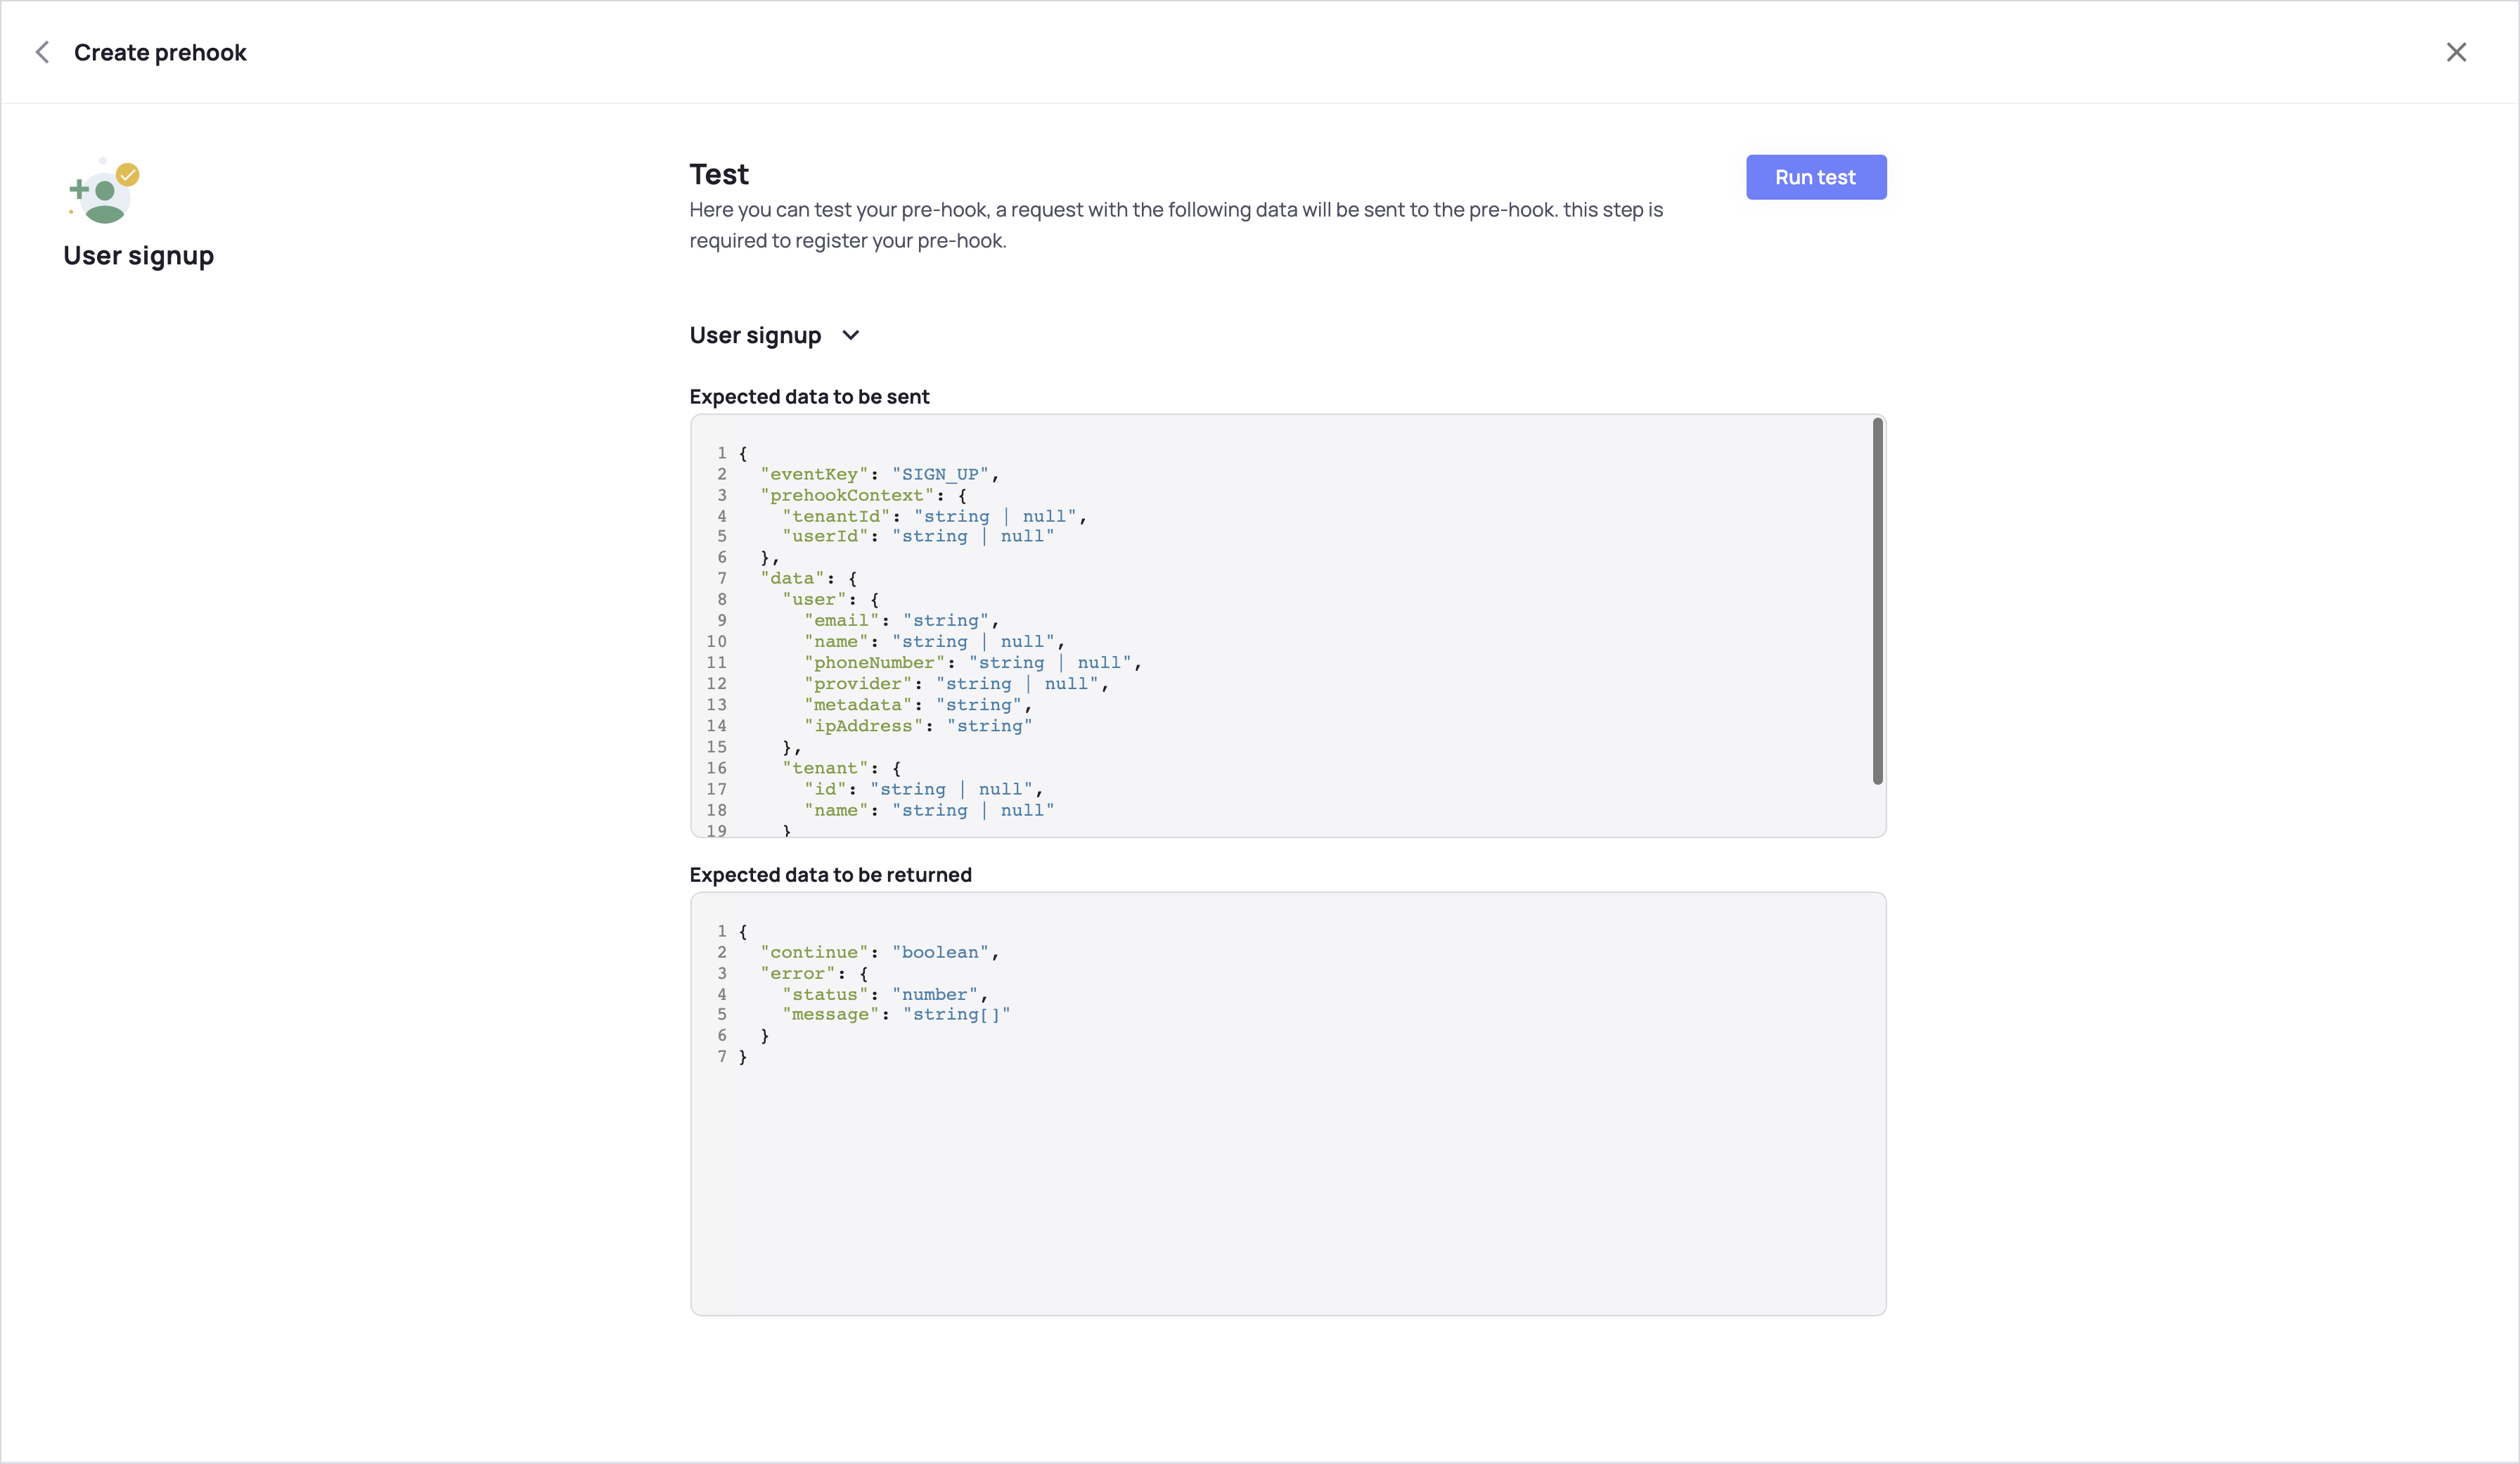 Create prehook
User signup
Test
Run test
Here you can test your pre-hook, a request with the following data will be sent to the pre-hook. this step is
required to register your pre-hook.
User signup
Expected data to be sent
1 {
2   "eventKey": "SIGN_UP",
3   "prehookContext": {
4     "tenantId": "string | null",
5     "userId": "string | null"
6   },
7   "data": {
8     "user": {
9       "email": "string",
10       "name": "string | null",
11       "phoneNumber": "string | null",
12       "provider": "string | null",
13       "metadata": "string",
14       "ipAddress": "string"
15     },
16     "tenant": {
17       "id": "string | null",
18       "name": "string | null"
19     }
Expected data to be returned
1 {
2   "continue": "boolean",
3   "error": {
4     "status": "number",
5     "message": "string[]"
6   }
7 }